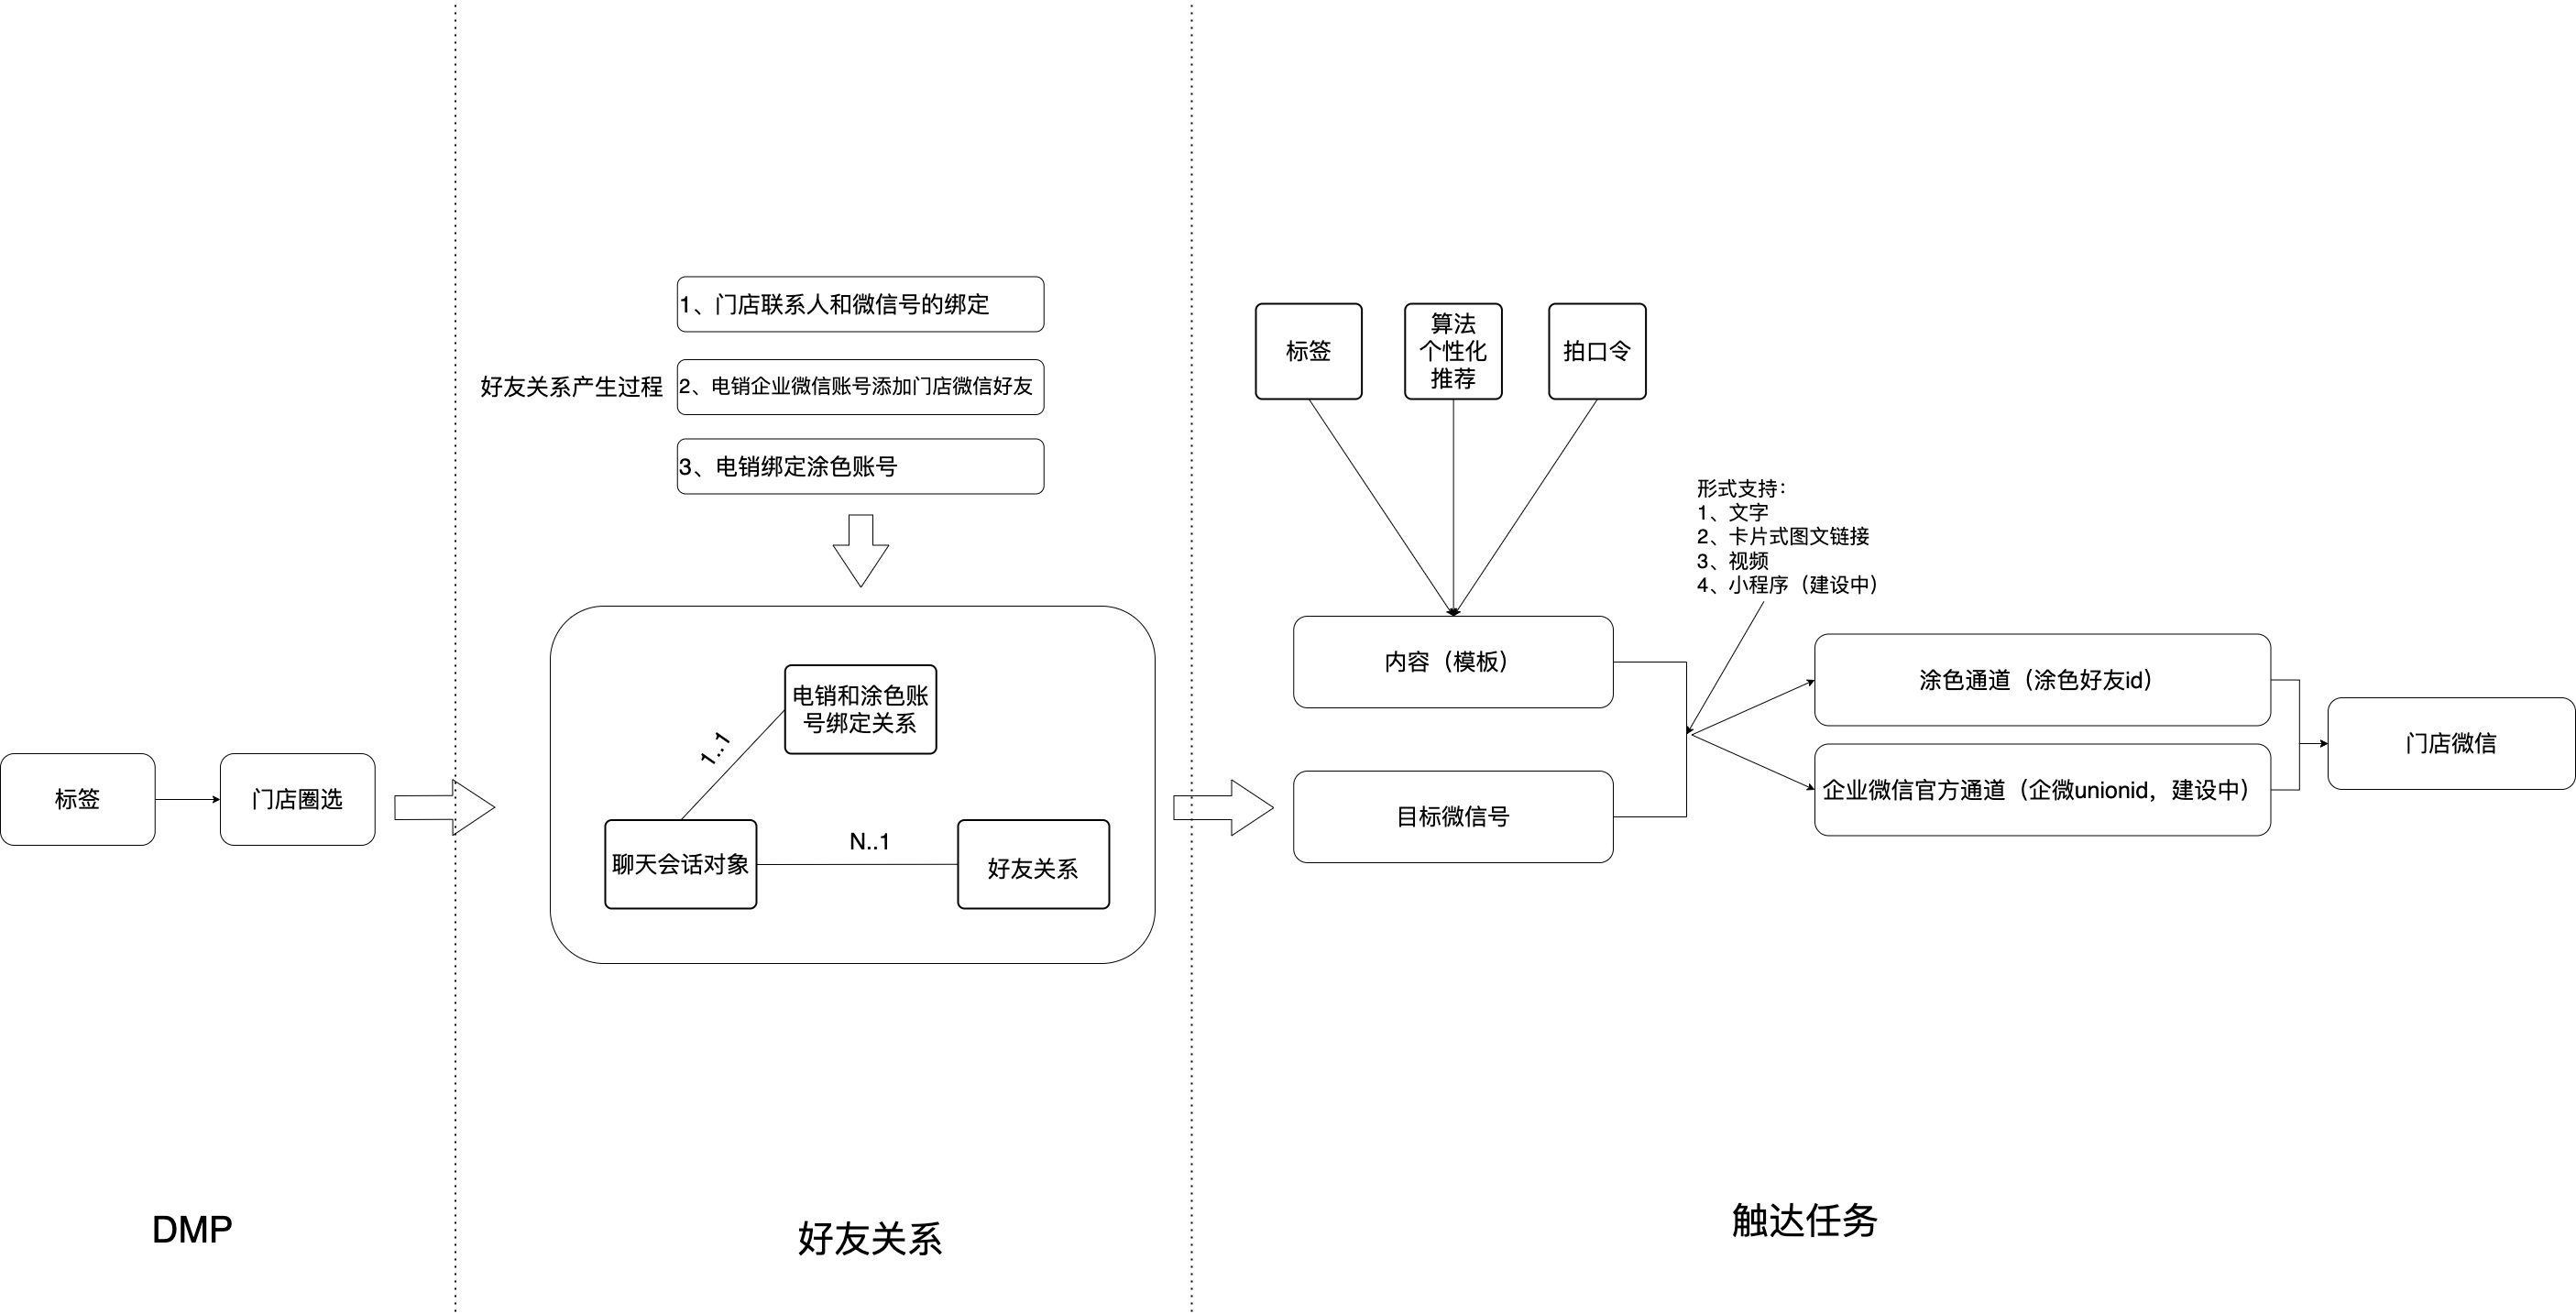 标签
门店圈选
DMP
好友关系产生过程
1、门店联系人和微信号的绑定
2、电销企业微信账号添加门店微信好友
3、电销绑定涂色账号
电销和涂色账
号绑定关系
1..1
聊天会话对象
N..1
好友关系
好友关系
标签
算法
个性化
推荐
拍口令
形式支持：
1、文字
2、卡片式图文链接
3、视频
4、小程序（建设中）
内容（模板）
目标微信号
涂色通道（涂色好友id）
企业微信官方通道（企微unionid，建设中）
门店微信
触达任务